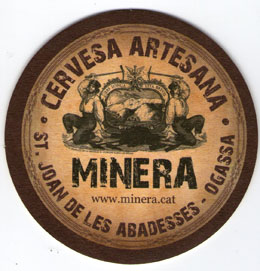 CERVESA ARTESANA
MINERA
www.minera.cat
• ST. JOAN DE LES ABADESSES - OGASSA •